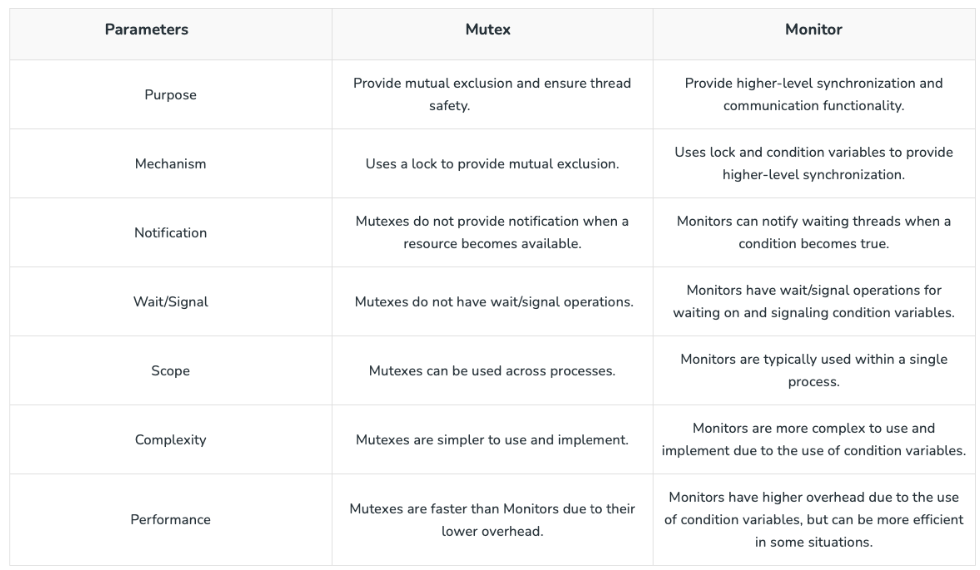 Parameters
Mutex
Monitor
Purpose
Provide mutual exclusion and ensure thread
safety.
Provide higher-level synchronization and
communication functionality.
Mechanism
Uses a lock to provide mutual exclusion.
Uses lock and condition variables to provide
higher-level synchronization.
Notification
Mutexes do not provide notification when a
resource becomes available.
Monitors can notify waiting threads when a
condition becomes true.
Wait/Signal
Mutexes do not have wait/signal operations.
Monitors have wait/signal operations for
waiting on and signaling condition variables.
Scope
Mutexes can be used across processes.
Monitors are typically used within a single
process.
Complexity
Mutexes are simpler to use and implement.
Monitors are more complex to use and
implement due to the use of condition variables.
Performance
Mutexes are faster than Monitors due to their
lower overhead.
Monitors have higher overhead due to the use
of condition variables, but can be more efficient
in some situations.